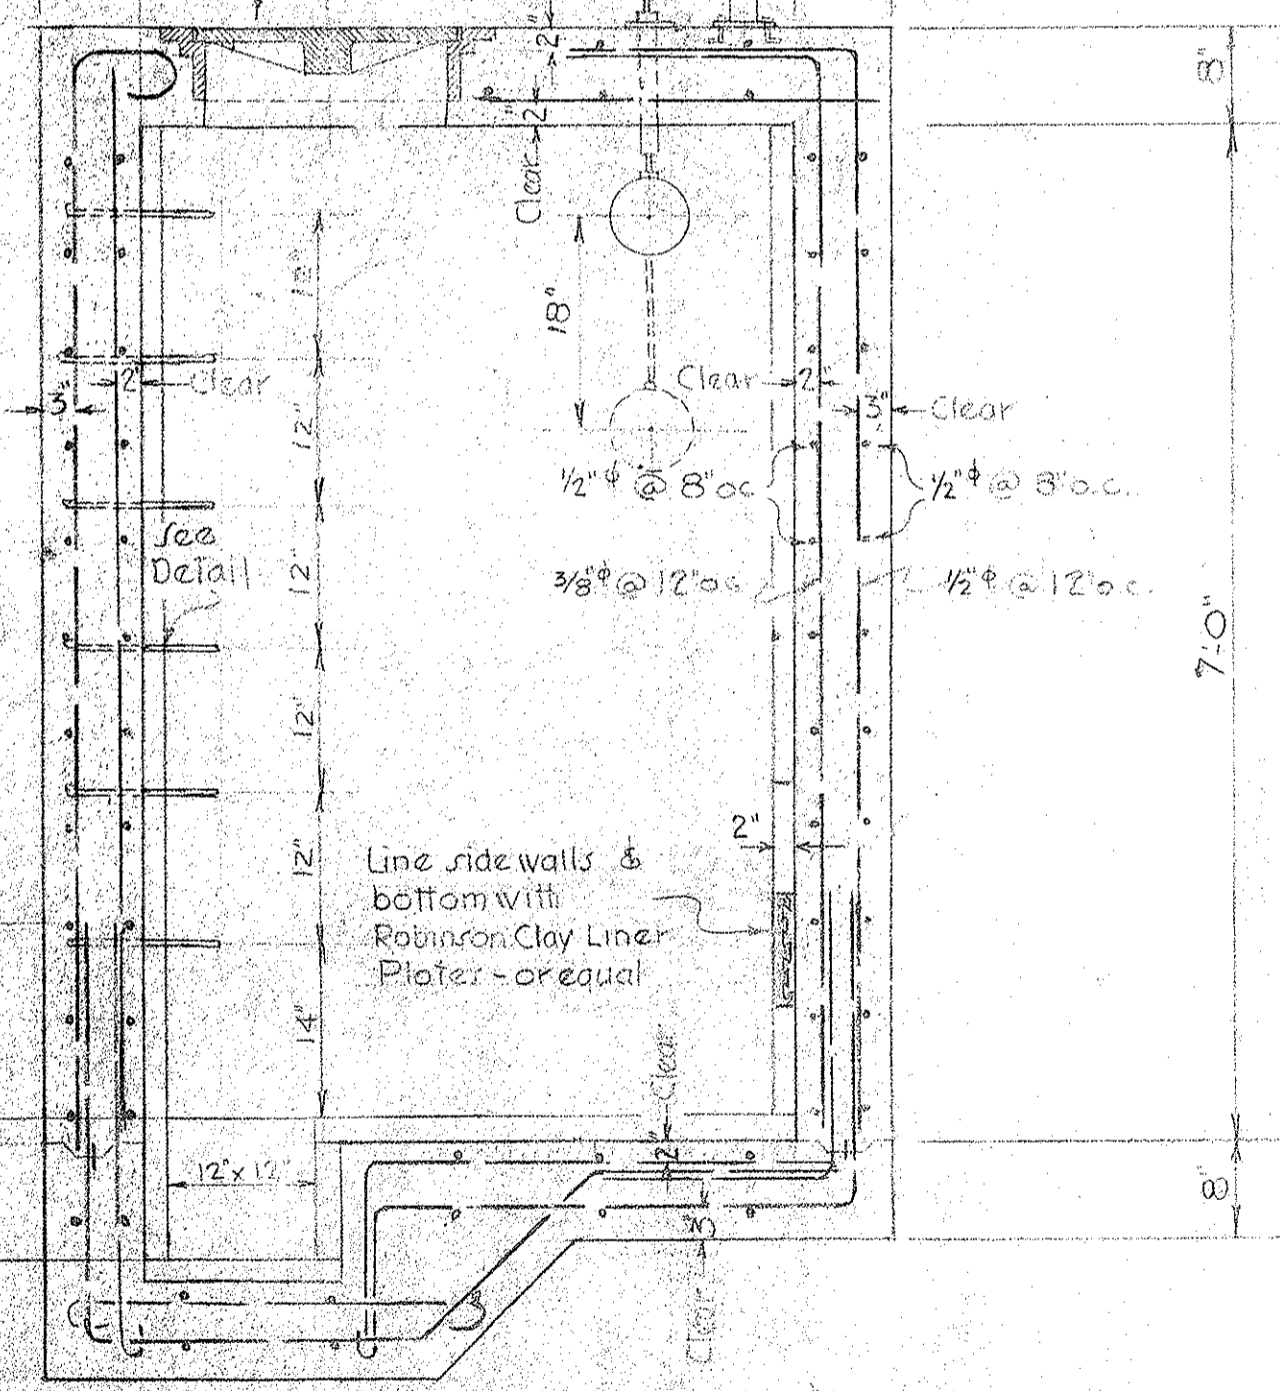 2"
8"
2"
Clear
12"
18"
2" Clear
Clear 2"
3"
3" Clear
12"
1/2"ϕ @ 8"oc
1/2"ϕ @ 8"o.c.
See
Detail
12"
3/8"ϕ @ 12"oc
1/2"ϕ @ 12"o.c.
7'-0"
12"
2"
12"
Line side walls &
bottom with
Robinson Clay Liner
Plates - or equal
14"
Clear
2"
12"x 12"
8"
3"
Clear